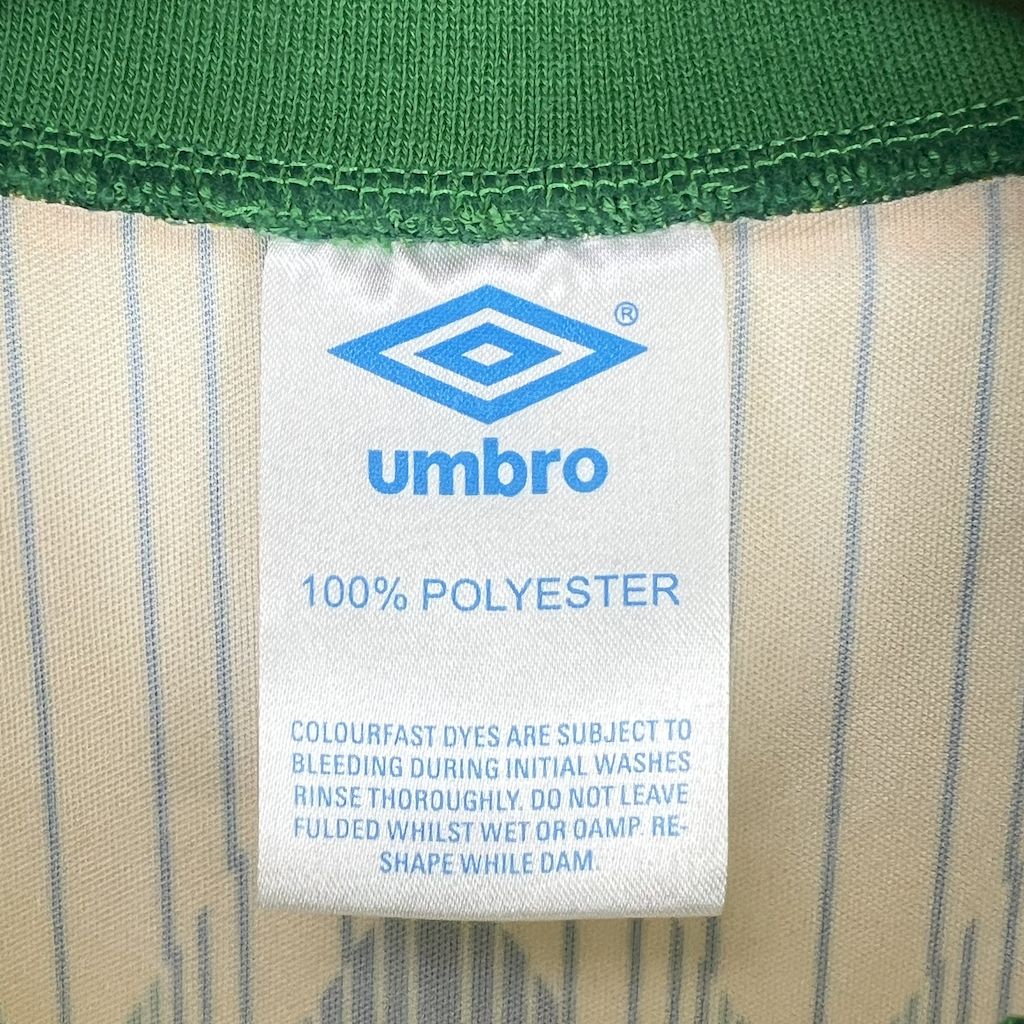 ®
umbro
100% POLYESTER
COLOURFAST DYES ARE SUBJECT TO
BLEEDING DURING INITIAL WASHES
RINSE THOROUGHLY. DO NOT LEAVE
FULDED WHILST WET OR OAMP. RE-
SHAPE WHILE DAM